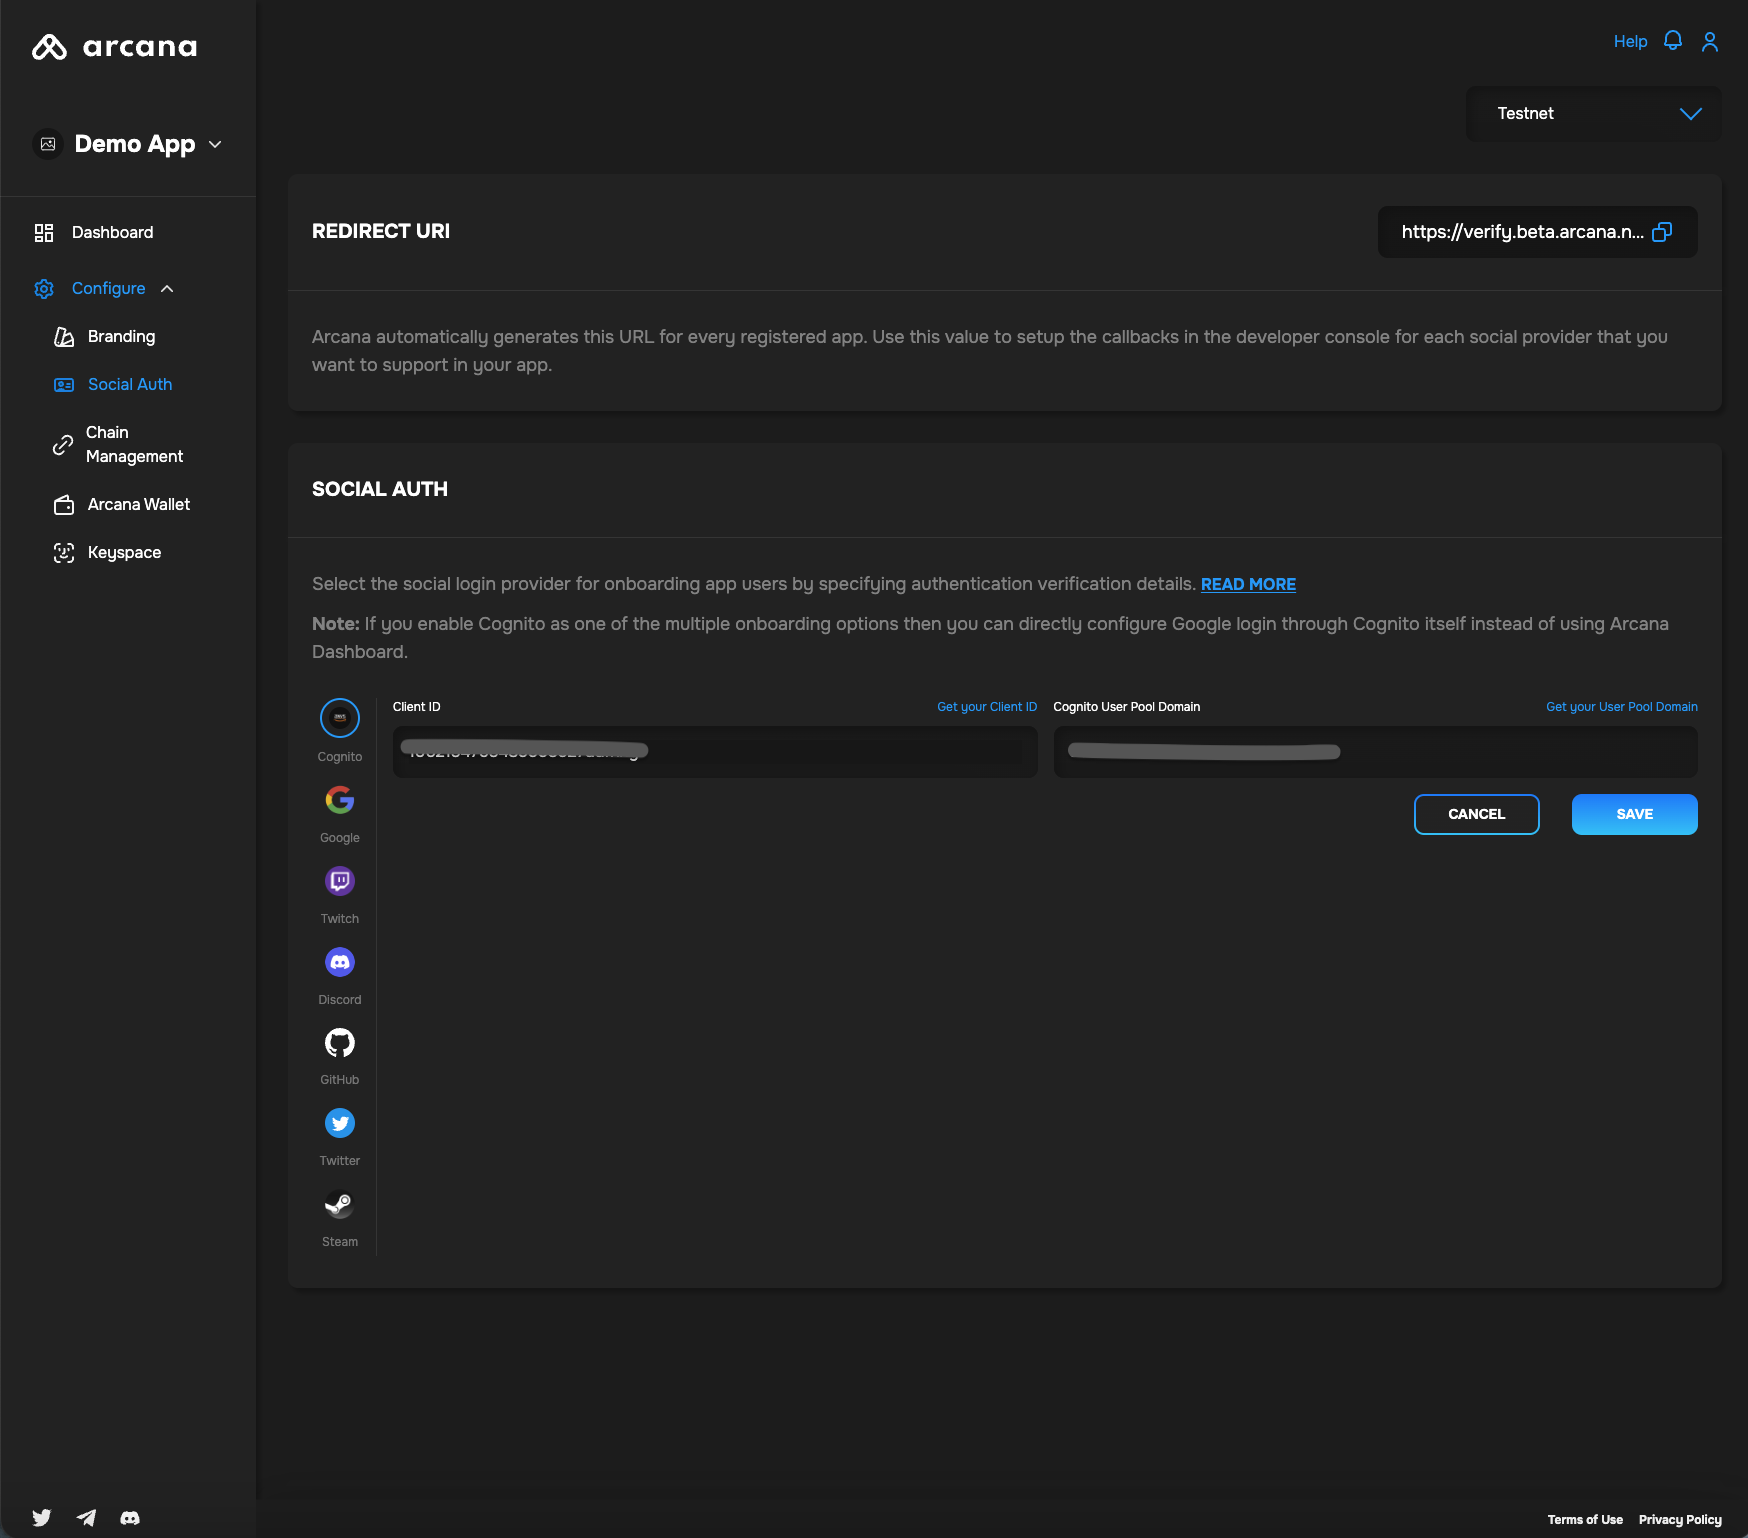 arcana
Help
Testnet
Demo App
Dashboard
Configure
Branding
Social Auth
Chain
Management
Arcana Wallet
Keyspace
REDIRECT URI
https://verify.beta.arcana.n...
Arcana automatically generates this URL for every registered app. Use this value to setup the callbacks in the developer console for each social provider that you
want to support in your app.
SOCIAL AUTH
Select the social login provider for onboarding app users by specifying authentication verification details. READ MORE
Note: If you enable Cognito as one of the multiple onboarding options then you can directly configure Google login through Cognito itself instead of using Arcana
Dashboard.
Cognito
Google
Twitch
Discord
GitHub
Twitter
Steam
Client ID
Get your Client ID
Cognito User Pool Domain
Get your User Pool Domain
CANCEL
SAVE
Terms of Use
Privacy Policy